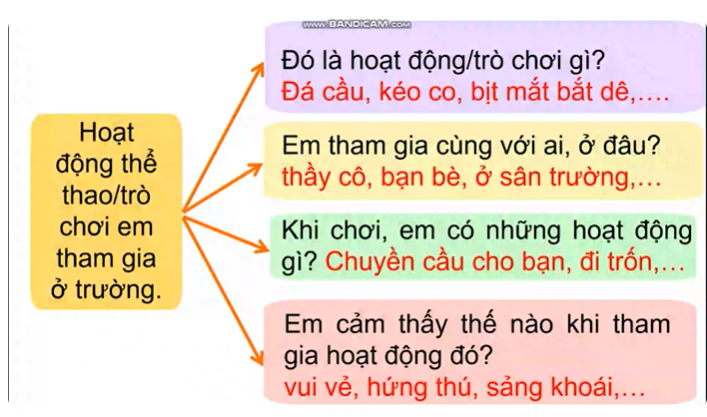 www.BANDICAM.com
Đó là hoạt động/trò chơi gì?
Đá cầu, kéo co, bịt mắt bắt dê,....
Hoạt
động thể
thao/trò
chơi em
tham gia
ở trường.
Em tham gia cùng với ai, ở đâu?
thầy cô, bạn bè, ở sân trường,...
Khi chơi, em có những hoạt động
gì? Chuyền cầu cho bạn, đi trốn,...
Em cảm thấy thế nào khi tham
gia hoạt động đó?
vui vẻ, hứng thú, sảng khoái,...